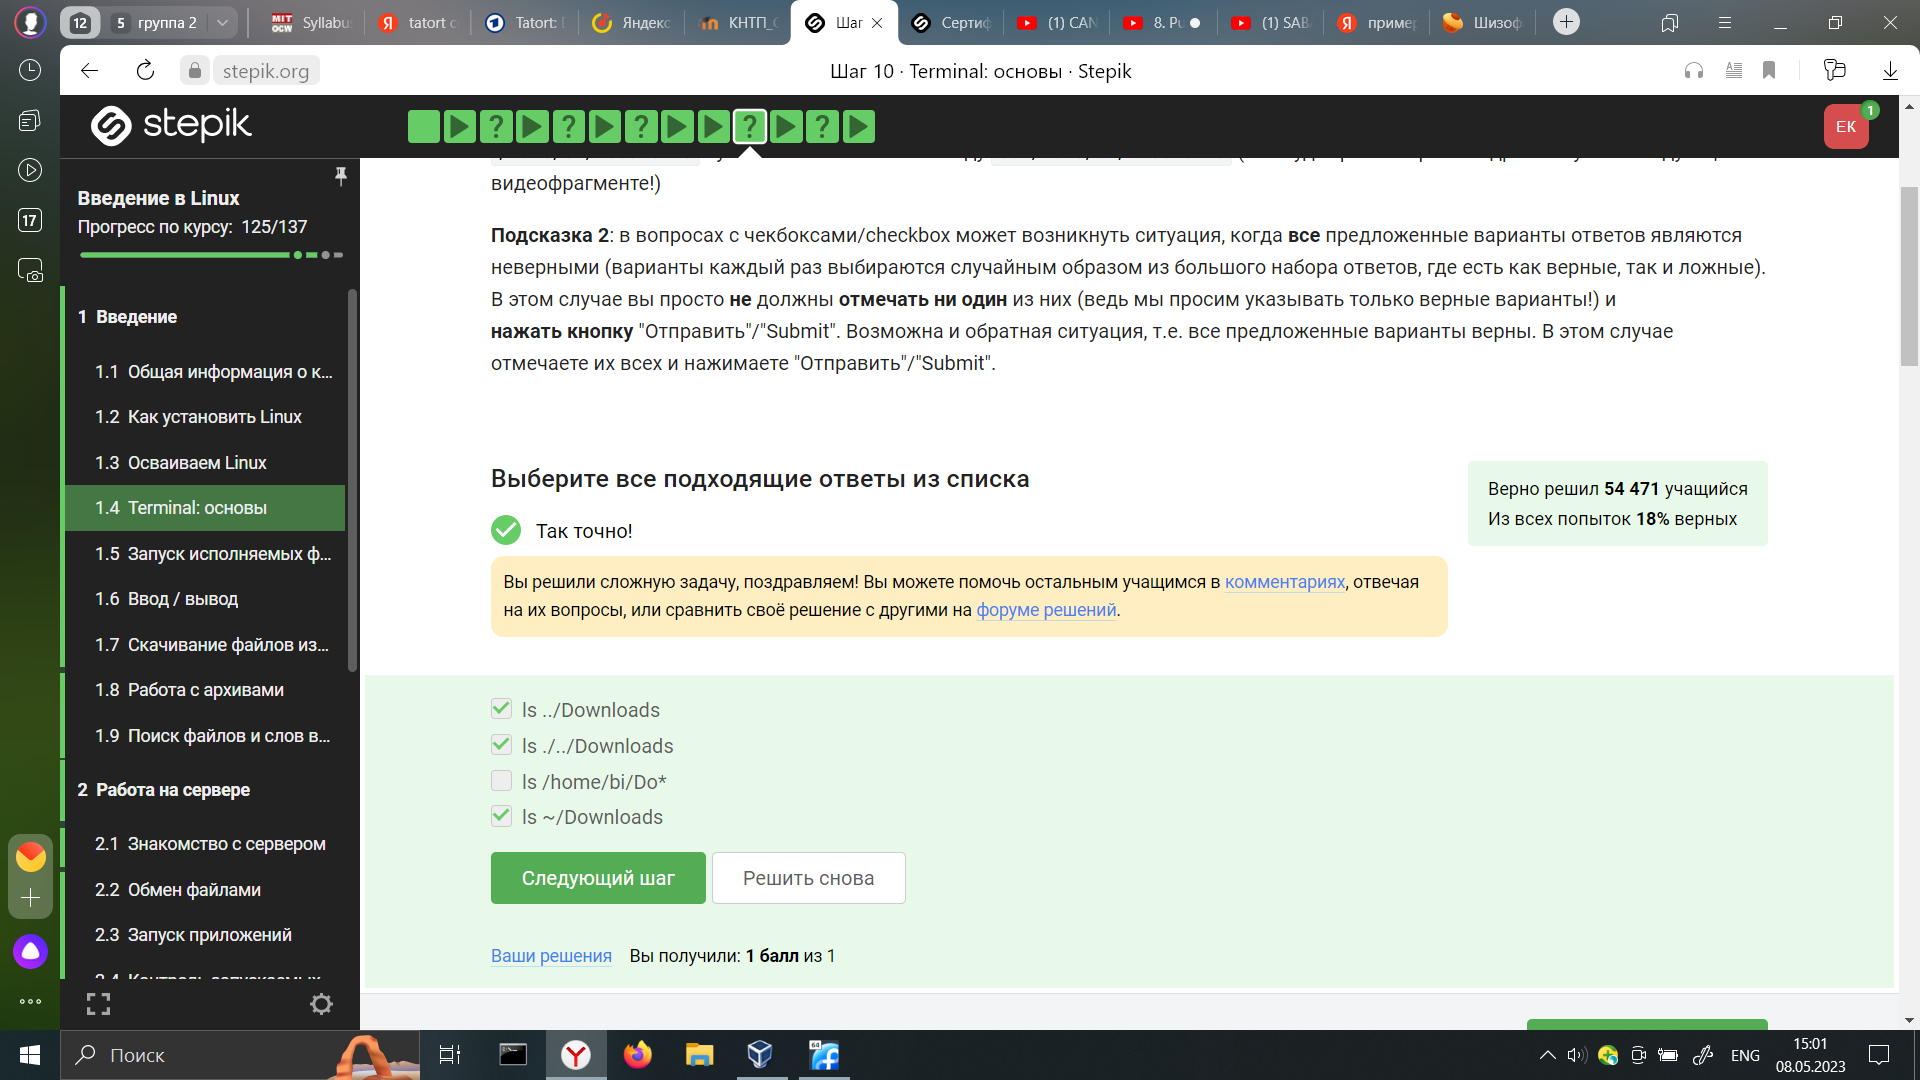 12
5 группа 2
MIT OCW Syllabu
tatort c
Tatort: D
Яндекс
КНТП_С
Шаг
Сертиф
(1) CAN
8. Pu
(1) SAB
пример
Шизоф
stepik.org
Шаг 10 · Terminal: основы · Stepik
17
stepik
ЕК
1
Введение в Linux
Прогресс по курсу: 125/137
1 Введение
1.1 Общая информация о к...
1.2 Как установить Linux
1.3 Осваиваем Linux
1.4 Terminal: основы
1.5 Запуск исполняемых ф...
1.6 Ввод / вывод
1.7 Скачивание файлов из...
1.8 Работа с архивами
1.9 Поиск файлов и слов в...
2 Работа на сервере
2.1 Знакомство с сервером
2.2 Обмен файлами
2.3 Запуск приложений
видеофрагменте!)
Подсказка 2: в вопросах с чекбоксами/checkbox может возникнуть ситуация, когда все предложенные варианты ответов являются
неверными (варианты каждый раз выбираются случайным образом из большого набора ответов, где есть как верные, так и ложные).
В этом случае вы просто не должны отмечать ни один из них (ведь мы просим указывать только верные варианты!) и
нажать кнопку "Отправить"/"Submit". Возможна и обратная ситуация, т.е. все предложенные варианты верны. В этом случае
отмечаете их всех и нажимаете "Отправить"/"Submit".
Выберите все подходящие ответы из списка
Верно решил 54 471 учащийся
Из всех попыток 18% верных
Так точно!
Вы решили сложную задачу, поздравляем! Вы можете помочь остальным учащимся в комментариях, отвечая
на их вопросы, или сравнить своё решение с другими на форуме решений.
ls ../Downloads
ls ./../Downloads
ls /home/bi/Do*
ls ~/Downloads
Следующий шаг
Решить снова
Ваши решения Вы получили: 1 балл из 1
Поиск
64
ENG
15:01
08.05.2023